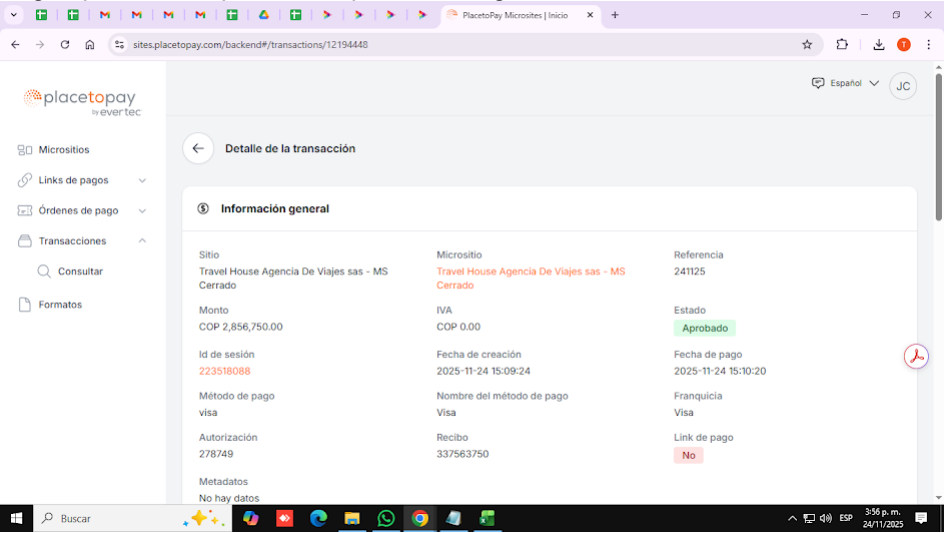 PlacetoPay Microsites | Inicio
sites.placetopay.com/backend#/transactions/12194448
T
placetopay
by evertec
Español
JC
Micrositios
Links de pagos
Órdenes de pago
Transacciones
Consultar
Formatos
Detalle de la transacción
Información general
Sitio
Travel House Agencia De Viajes sas - MS
Cerrado
Micrositio
Travel House Agencia De Viajes sas - MS
Cerrado
Referencia
241125
Monto
COP 2,856,750.00
IVA
COP 0.00
Estado
Aprobado
Id de sesión
223518088
Fecha de creación
2025-11-24 15:09:24
Fecha de pago
2025-11-24 15:10:20
Método de pago
visa
Nombre del método de pago
Visa
Franquicia
Visa
Autorización
278749
Recibo
337563750
Link de pago
No
Metadatos
No hay datos
Buscar
ESP
3:56 p. m.
24/11/2025